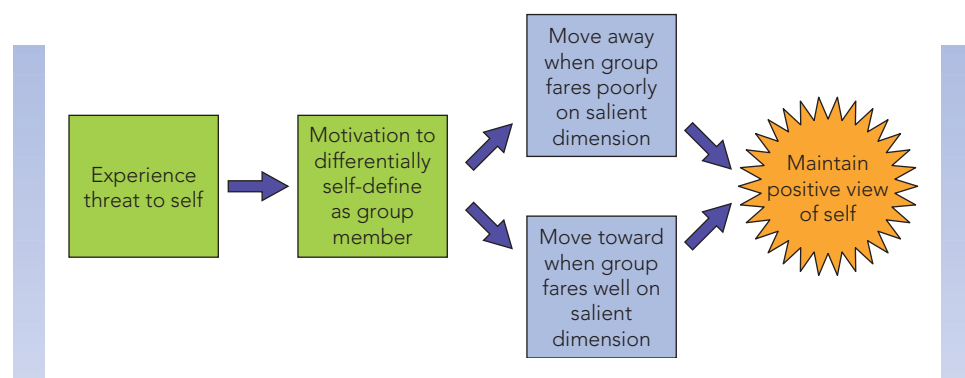 Experience
threat to self
Motivation to
differentially
self-define
as group
member
Move away
when group
fares poorly
on salient
dimension
Move toward
when group
fares well on
salient
dimension
Maintain
positive view
of self